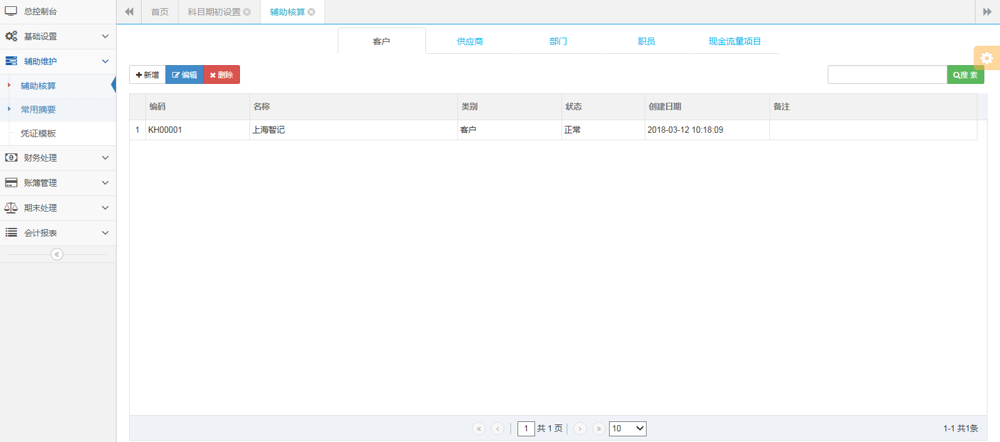 总控制台
基础设置
辅助维护
辅助核算
常用摘要
凭证模板
财务处理
账簿管理
期末处理
会计报表
首页 科目期初设置 辅助核算
客户 供应商 部门 职员 现金流量项目
新增 编辑 删除 搜 索
编码 名称 类别 状态 创建日期 备注
1 KH00001 上海智记 客户 正常 2018-03-12 10:18:09
1 共 1 页 10 1-1 共1条